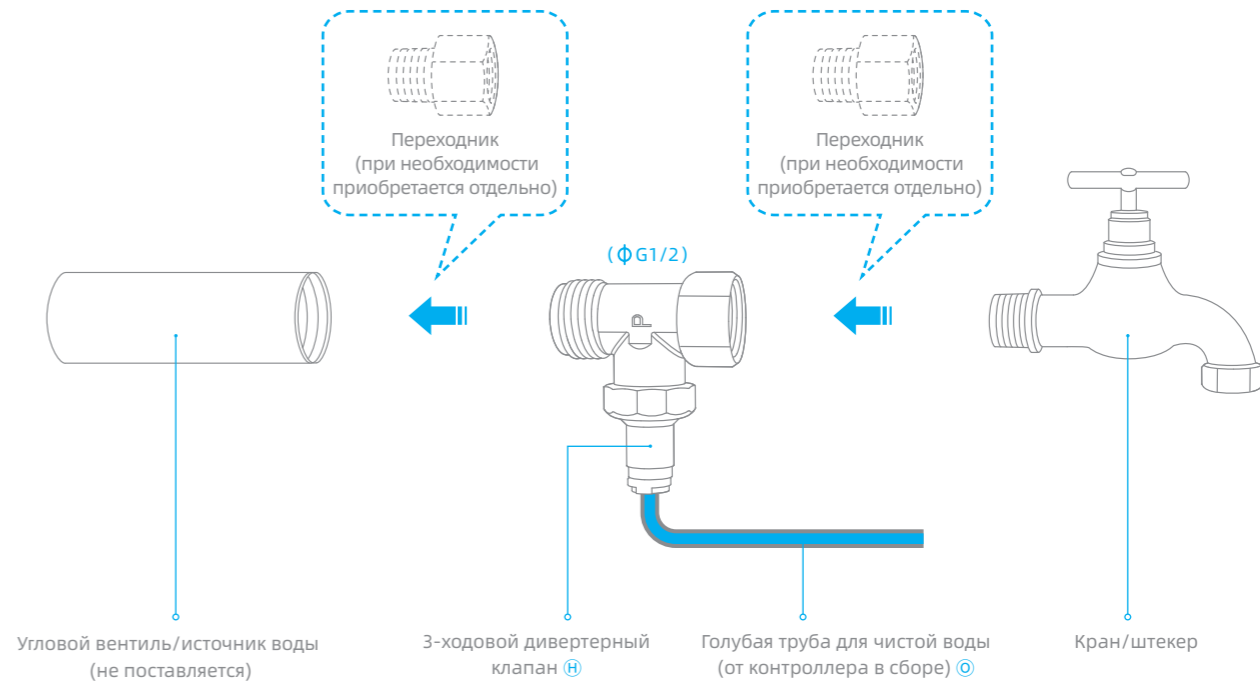 Переходник
(при необходимости
приобретается отдельно)
Переходник
(при необходимости
приобретается отдельно)
(ϕG1/2)
P
Угловой вентиль/источник воды
(не поставляется)
3-ходовой дивертерный
клапан Ⓗ
Голубая труба для чистой воды
(от контроллера в сборе) Ⓞ
Кран/штекер